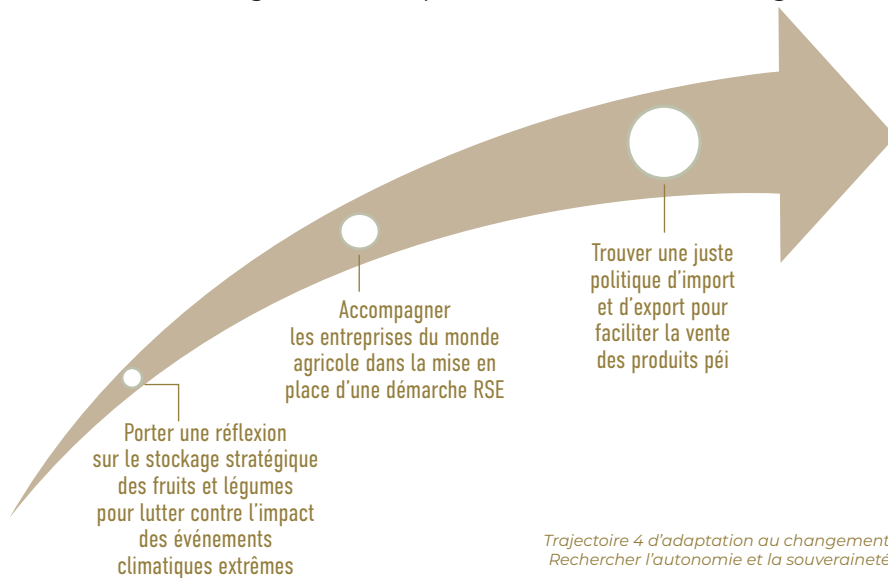 Porter une réflexion
sur le stockage stratégique
des fruits et légumes
pour lutter contre l'impact
des événements
climatiques extrêmes
Accompagner
les entreprises du monde
agricole dans la mise en
place d'une démarche RSE
Trouver une juste
politique d'import
et d'export pour
faciliter la vente
des produits péi
Trajectoire 4 d'adaptation au changement
Rechercher l'autonomie et la souveraineté